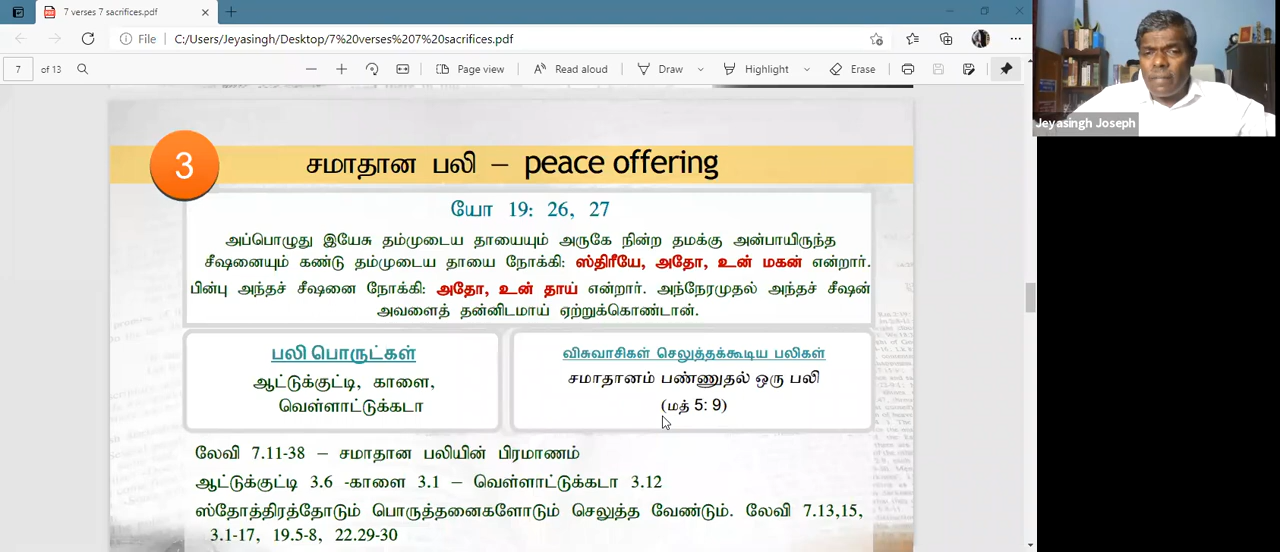 7 verses 7 sacrifices.pdf
File C:/Users/Jeyasingh/Desktop/7%20verses%207%20sacrifices.pdf
7 of 13 Page view Read aloud Draw Highlight Erase
Jeyasingh Joseph
3
சமாதான பலி – peace offering
யோ 19: 26, 27
அப்பொழுது இயேசு தம்முடைய தாயையும் அருகே நின்ற தமக்கு அன்பாயிருந்த
சீஷனையும் கண்டு தம்முடைய தாயை நோக்கி: ஸ்திரீயே, அதோ, உன் மகன் என்றார்.
பின்பு அந்தச் சீஷனை நோக்கி: அதோ, உன் தாய் என்றார். அந்நேரமுதல் அந்தச் சீஷன்
அவளைத் தன்னிடமாய் ஏற்றுக்கொண்டான்.
பலி பொருட்கள்
ஆட்டுக்குட்டி, காளை,
வெள்ளாட்டுக்கடா
விசுவாசிகள் செலுத்தக்கூடிய பலிகள்
சமாதானம் பண்ணுதல் ஒரு பலி
(மத் 5: 9)
லேவி 7.11-38 – சமாதான பலியின் பிரமாணம்
ஆட்டுக்குட்டி 3.6 -காளை 3.1 – வெள்ளாட்டுக்கடா 3.12
ஸ்தோத்திரத்தோடும் பொருத்தனைகளோடும் செலுத்த வேண்டும். லேவி 7.13,15,
3.1-17, 19.5-8, 22.29-30